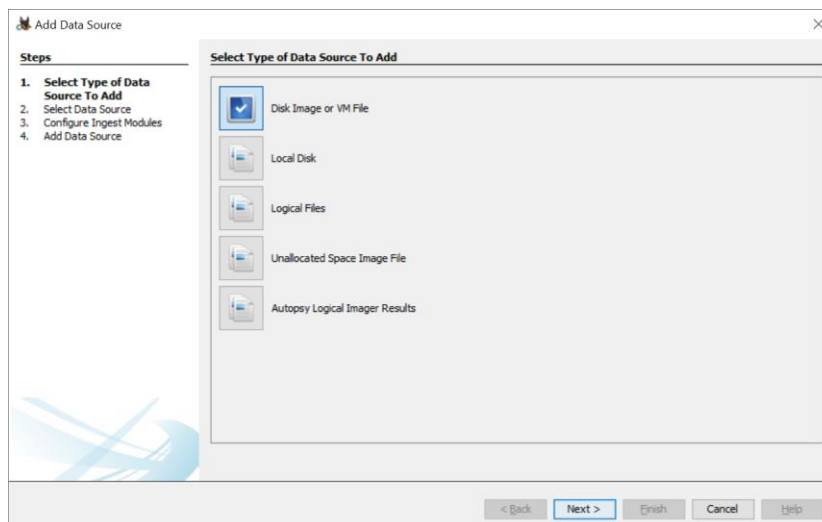 Add Data Source
Steps
1. Select Type of Data
Source To Add
2. Select Data Source
3. Configure Ingest Modules
4. Add Data Source
Select Type of Data Source To Add
Disk Image or VM File
Local Disk
Logical Files
Unallocated Space Image File
Autopsy Logical Imager Results
< Back
Next >
Finish
Cancel
Help